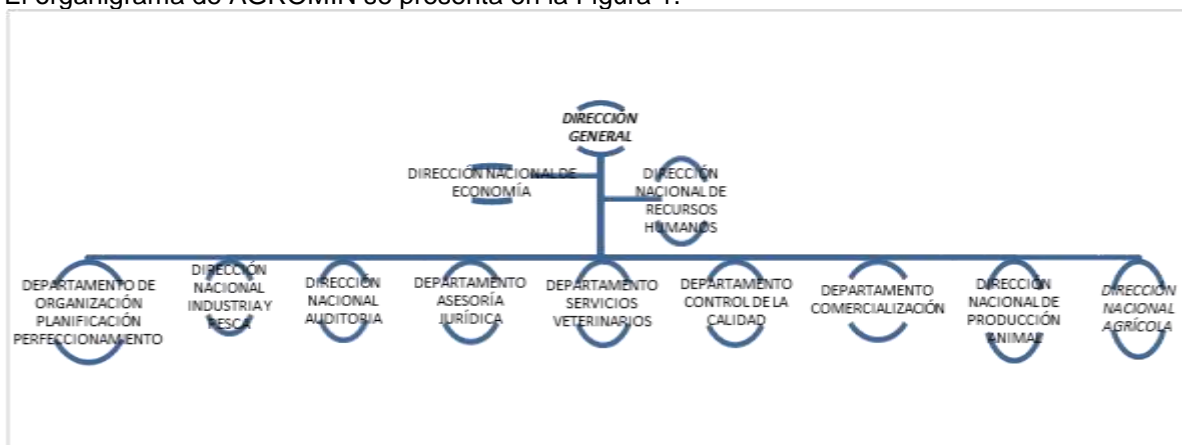 El organigrama de AGROMIN se presenta en la Figura 1.
DIRECCIÓN
GENERAL
DIRECCIÓN NACIONAL DE
ECONOMÍA
DIRECCIÓN
NACIONAL DE
RECURSOS
HUMANOS
DEPARTAMENTO DE
ORGANIZACIÓN
PLANIFICACIÓN
PERFECCIONAMIENTO
DIRECCIÓN
NACIONAL
INDUSTRIA Y
PESCA
DIRECCIÓN
NACIONAL
AUDITORIA
DEPARTAMENTO
ASESORÍA
JURÍDICA
DEPARTAMENTO
SERVICIOS
VETERINARIOS
DEPARTAMENTO
CONTROL DE LA
CALIDAD
DEPARTAMENTO
COMERCIALIZACIÓN
DIRECCIÓN
NACIONAL DE
PRODUCCIÓN
ANIMAL
DIRECCIÓN
NACIONAL
AGRÍCOLA